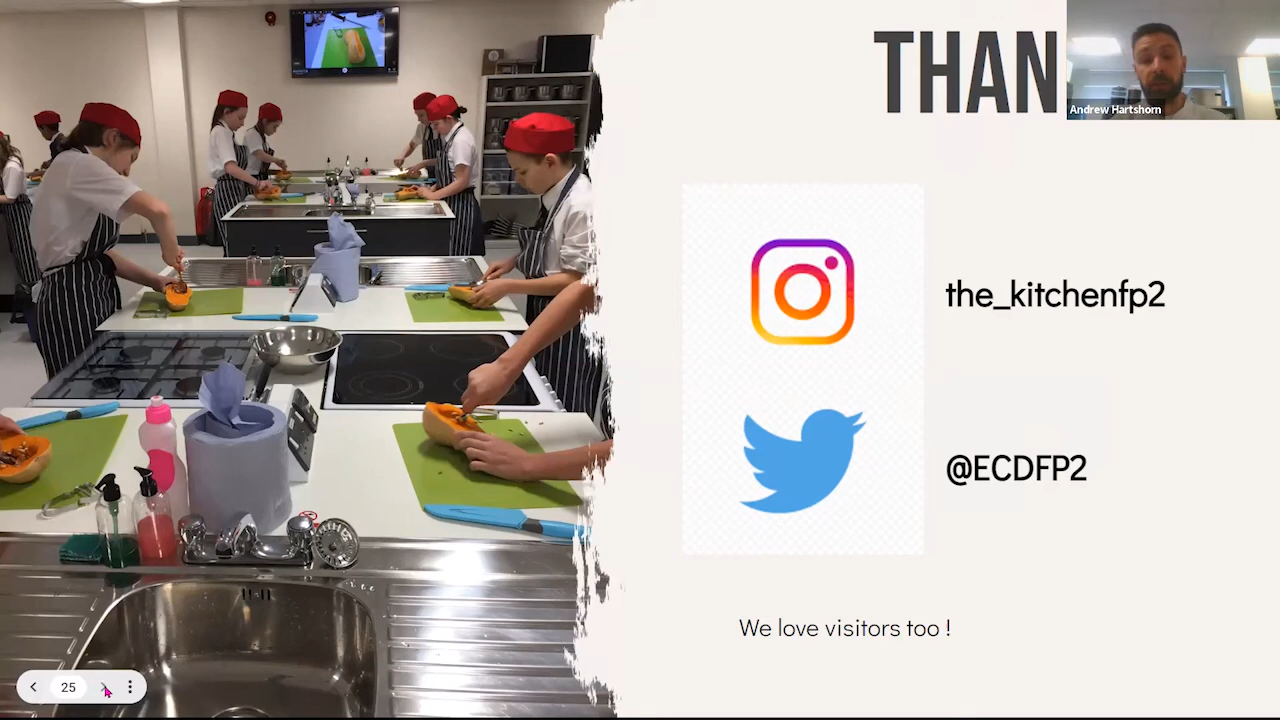 THAN
Andrew Hartshorn
the_kitchenfp2
@ECDFP2
We love visitors too !
25